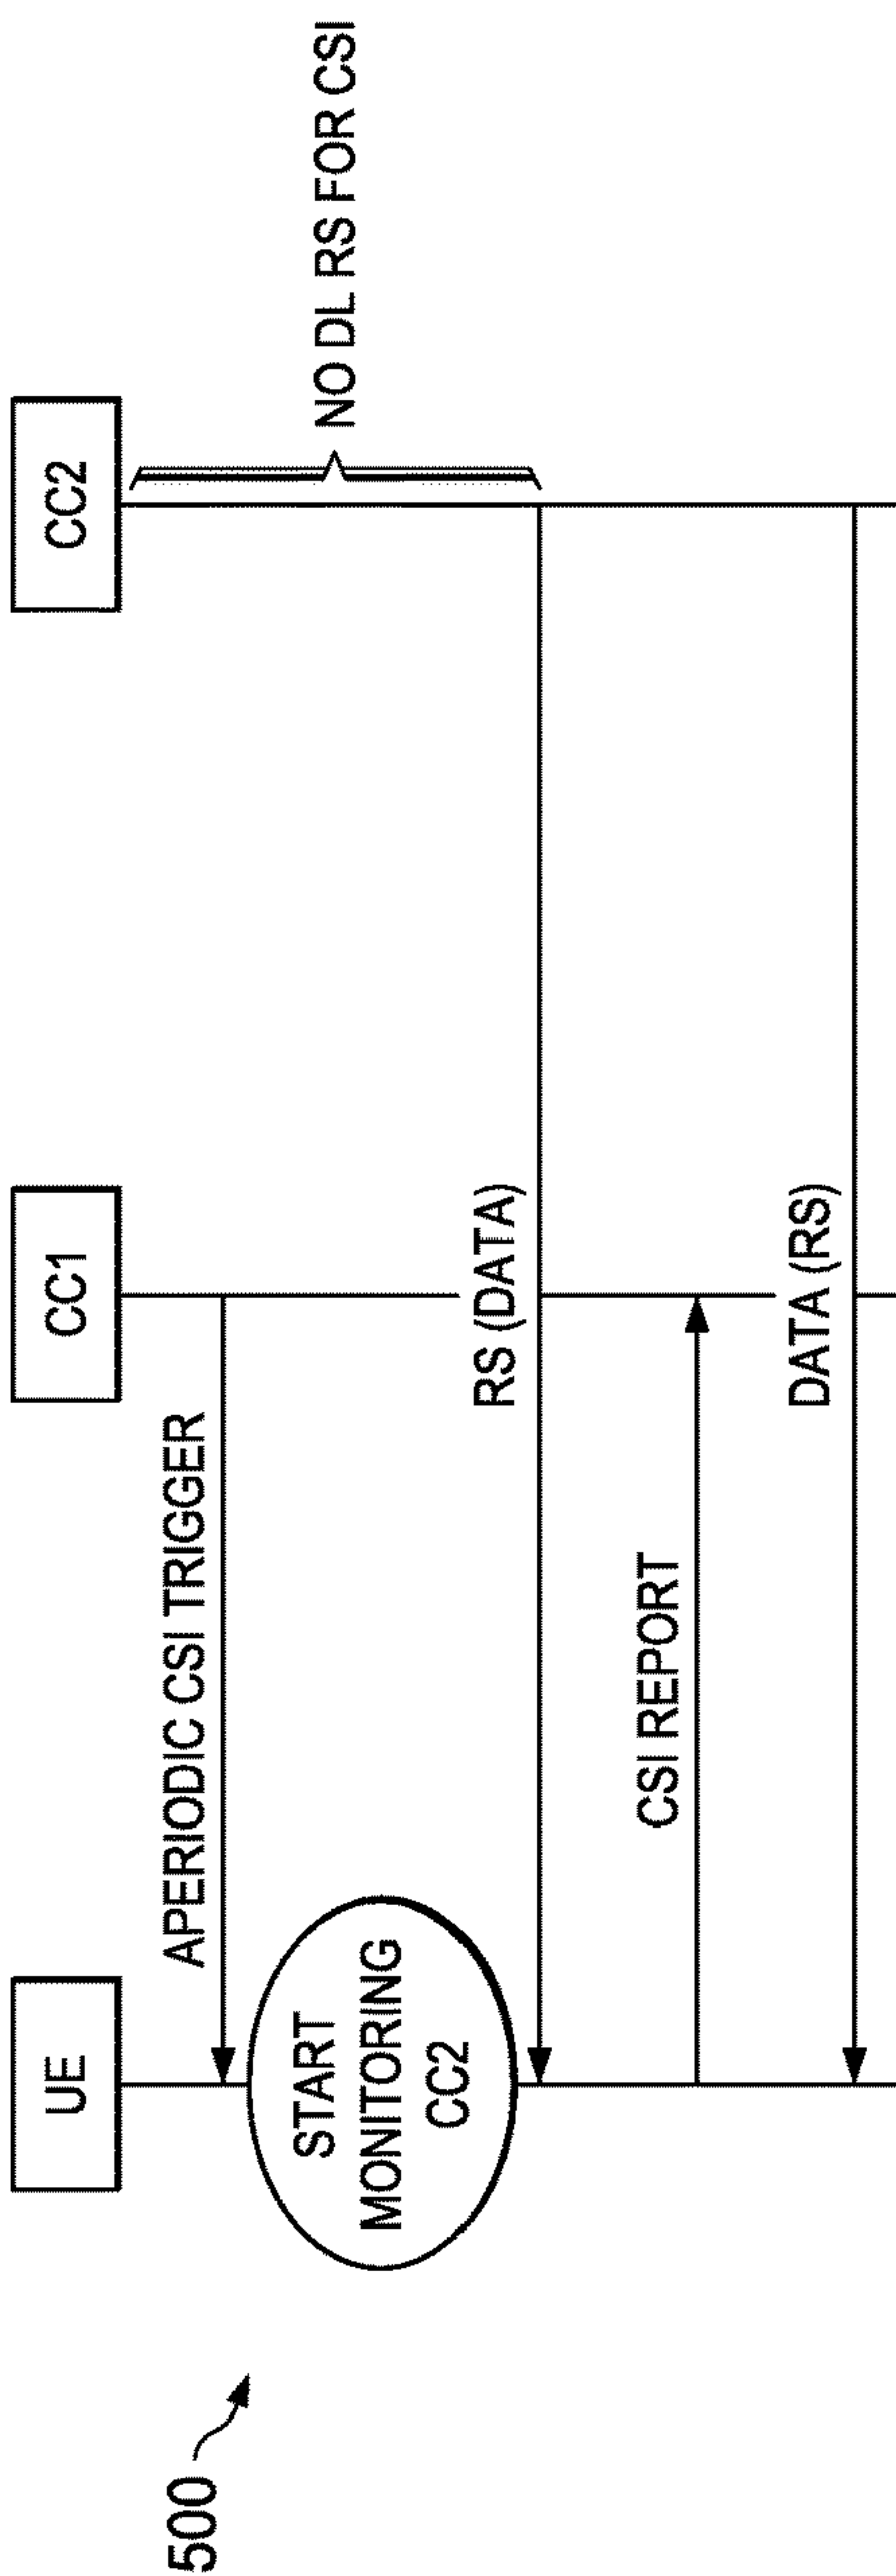 500
UE
CC1
CC2
APERIODIC CSI TRIGGER
NO DL RS FOR CSI
START
MONITORING
CC2
RS (DATA)
CSI REPORT
DATA (RS)